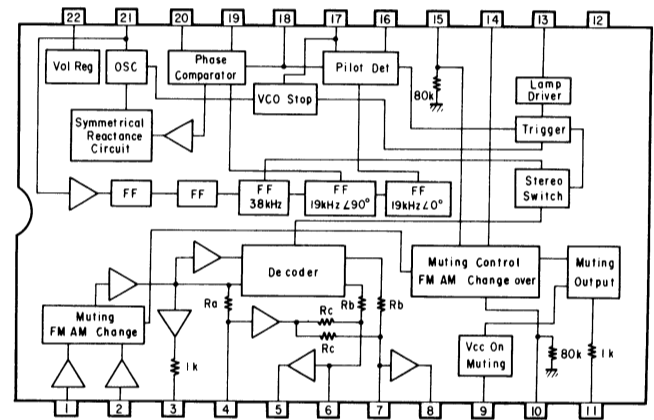 22 21 20 19 18 17 16 15 14 13 12
Vol Reg
OSC
Phase
Comparator
Pilot Det
80k
Lamp
Driver
VCO Stop
Symmetrical
Reactance
Circuit
Trigger
FF
FF
FF
38kHz
FF
19kHz∠90°
FF
19kHz∠0°
Stereo
Switch
Decoder
Muting Control
FM AM Change over
Muting
Output
Ra
Rb
Rb
Rc
Rc
Muting
FM AM Change
1k
Vcc On
Muting
80k
1k
1 2 3 4 5 6 7 8 9 10 11